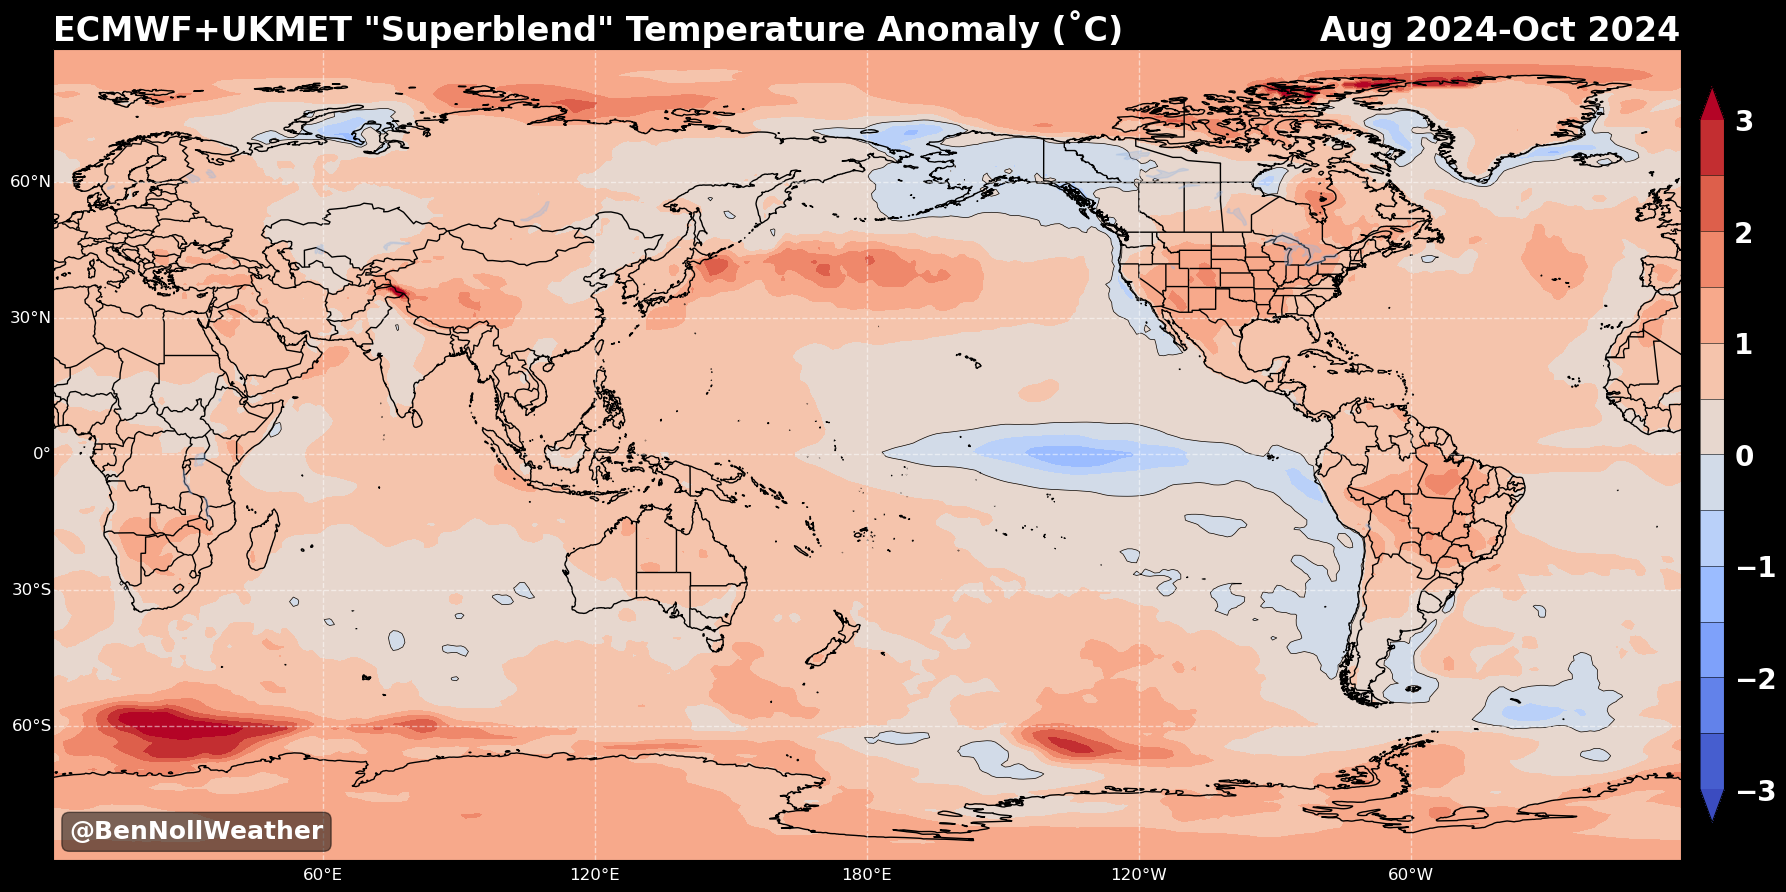 ECMWF+UKMET "Superblend" Temperature Anomaly (˚C) Aug 2024-Oct 2024
60°N
30°N
0°
30°S
60°S
60°E 120°E 180°E 120°W 60°W
3
2
1
0
−1
−2
−3
@BenNollWeather